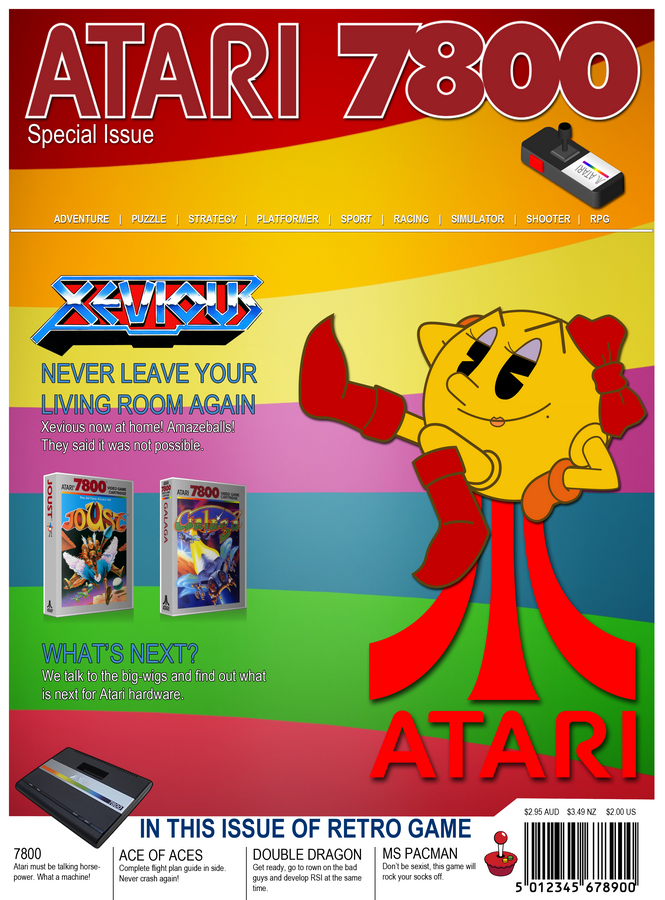 ATARI 7800
Special Issue
ATARI
ADVENTURE | PUZZLE | STRATEGY | PLATFORMER | SPORT | RACING | SIMULATOR | SHOOTER | RPG
XEVIOUS
NEVER LEAVE YOUR
LIVING ROOM AGAIN
Xevious now at home! Amazeballs!
They said it was not possible.
ATARI 7800 VIDEO GAME
CARTRIDGE
JOUST
JOUST
ATARI 7800
GALAGA
Galaga
WHAT'S NEXT?
We talk to the big-wigs and find out what
is next for Atari hardware.
ATARI
$2.95 AUD $3.49 NZ $2.00 US
IN THIS ISSUE OF RETRO GAME
7800
Atari must be talking horse-
power. What a machine!
ACE OF ACES
Complete flight plan guide in side.
Never crash again!
DOUBLE DRAGON
Get ready, go to rown on the bad
guys and develop RSI at the same
time.
MS PACMAN
Don't be sexist, this game will
rock your socks off.
5 012345 678900